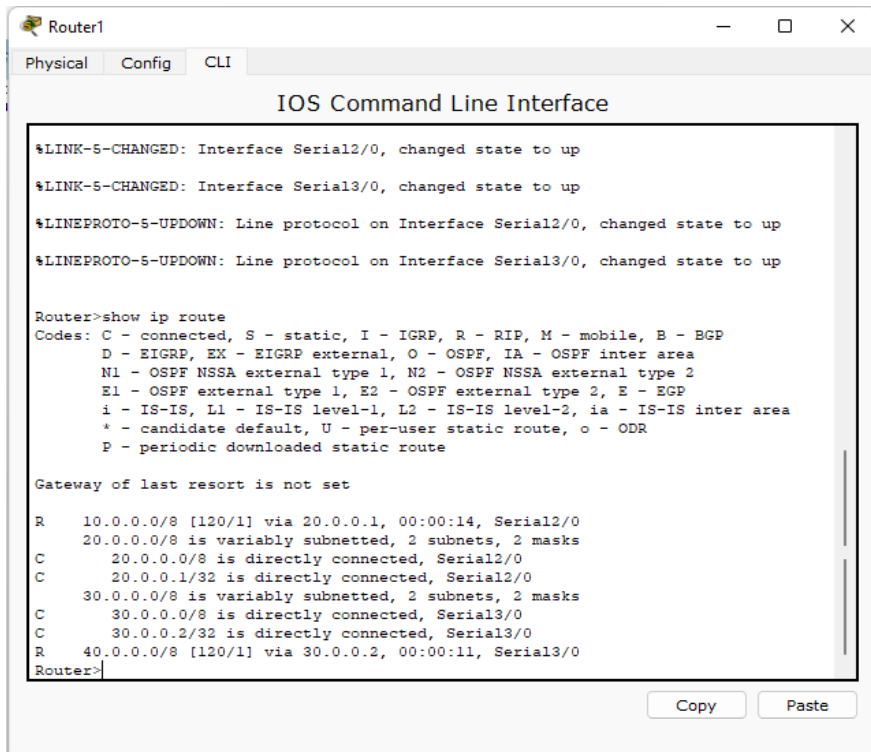 Router1
Physical Config CLI
IOS Command Line Interface
%LINK-5-CHANGED: Interface Serial2/0, changed state to up
%LINK-5-CHANGED: Interface Serial3/0, changed state to up
%LINEPROTO-5-UPDOWN: Line protocol on Interface Serial2/0, changed state to up
%LINEPROTO-5-UPDOWN: Line protocol on Interface Serial3/0, changed state to up
Router>show ip route
Codes: C - connected, S - static, I - IGRP, R - RIP, M - mobile, B - BGP
D - EIGRP, EX - EIGRP external, O - OSPF, IA - OSPF inter area
N1 - OSPF NSSA external type 1, N2 - OSPF NSSA external type 2
E1 - OSPF external type 1, E2 - OSPF external type 2, E - EGP
i - IS-IS, L1 - IS-IS level-1, L2 - IS-IS level-2, ia - IS-IS inter area
* - candidate default, U - per-user static route, o - ODR
P - periodic downloaded static route
Gateway of last resort is not set
R 10.0.0.0/8 [120/1] via 20.0.0.1, 00:00:14, Serial2/0
20.0.0.0/8 is variably subnetted, 2 subnets, 2 masks
C 20.0.0.0/8 is directly connected, Serial2/0
C 20.0.0.1/32 is directly connected, Serial2/0
30.0.0.0/8 is variably subnetted, 2 subnets, 2 masks
C 30.0.0.0/8 is directly connected, Serial3/0
C 30.0.0.2/32 is directly connected, Serial3/0
R 40.0.0.0/8 [120/1] via 30.0.0.2, 00:00:11, Serial3/0
Router>
Copy Paste